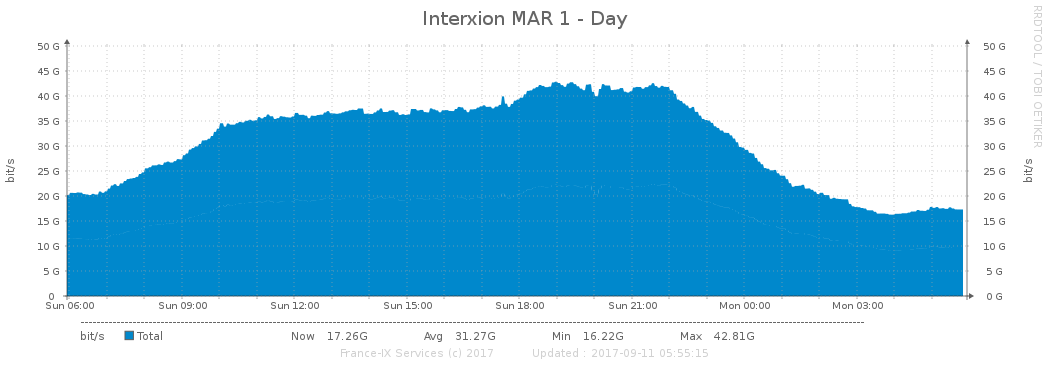 Interxion MAR 1 - Day
RRDTOOL / TOBI OETIKER
bit/s
50 G 50 G
45 G 45 G
40 G 40 G
35 G 35 G
30 G 30 G
25 G 25 G
20 G 20 G
15 G 15 G
10 G 10 G
5 G 5 G
0 0 G
bit/s
Sun 06:00 Sun 09:00 Sun 12:00 Sun 15:00 Sun 18:00 Sun 21:00 Mon 00:00 Mon 03:00
bit/s Total Now 17.26G Avg 31.27G Min 16.22G Max 42.81G
France-IX Services (c) 2017 Updated : 2017-09-11 05:55:15